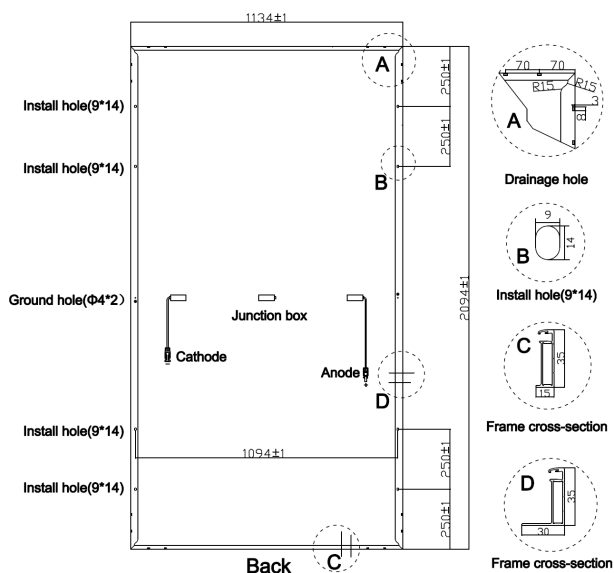 1134±1
A
250±1
Install hole(9*14)
250±1
Install hole(9*14)
B
2094±1
Ground hole(Φ4*2)
Junction box
Cathode
Anode
D
Install hole(9*14)
1094±1
250±1
Install hole(9*14)
250±1
Back
C
70 70
R15 R15
3
8
A
Drainage hole
9
14
B
Install hole(9*14)
C
35
15
Frame cross-section
D
35
30
Frame cross-section